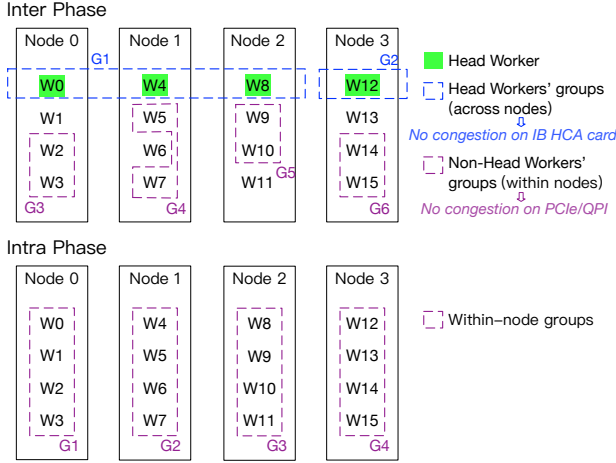 Inter Phase
Node 0
Node 1
Node 2
Node 3
G1
G2
W0
W4
W8
W12
W1
W5
W9
W13
W2
W6
W10
W14
W3
W7
W11
W15
G3
G4
G5
G6
Head Worker
Head Workers' groups
(across nodes)
No congestion on IB HCA card
Non-Head Workers'
groups (within nodes)
No congestion on PCIe/QPI
Intra Phase
Node 0
Node 1
Node 2
Node 3
W0
W4
W8
W12
W1
W5
W9
W13
W2
W6
W10
W14
W3
W7
W11
W15
G1
G2
G3
G4
Within-node groups